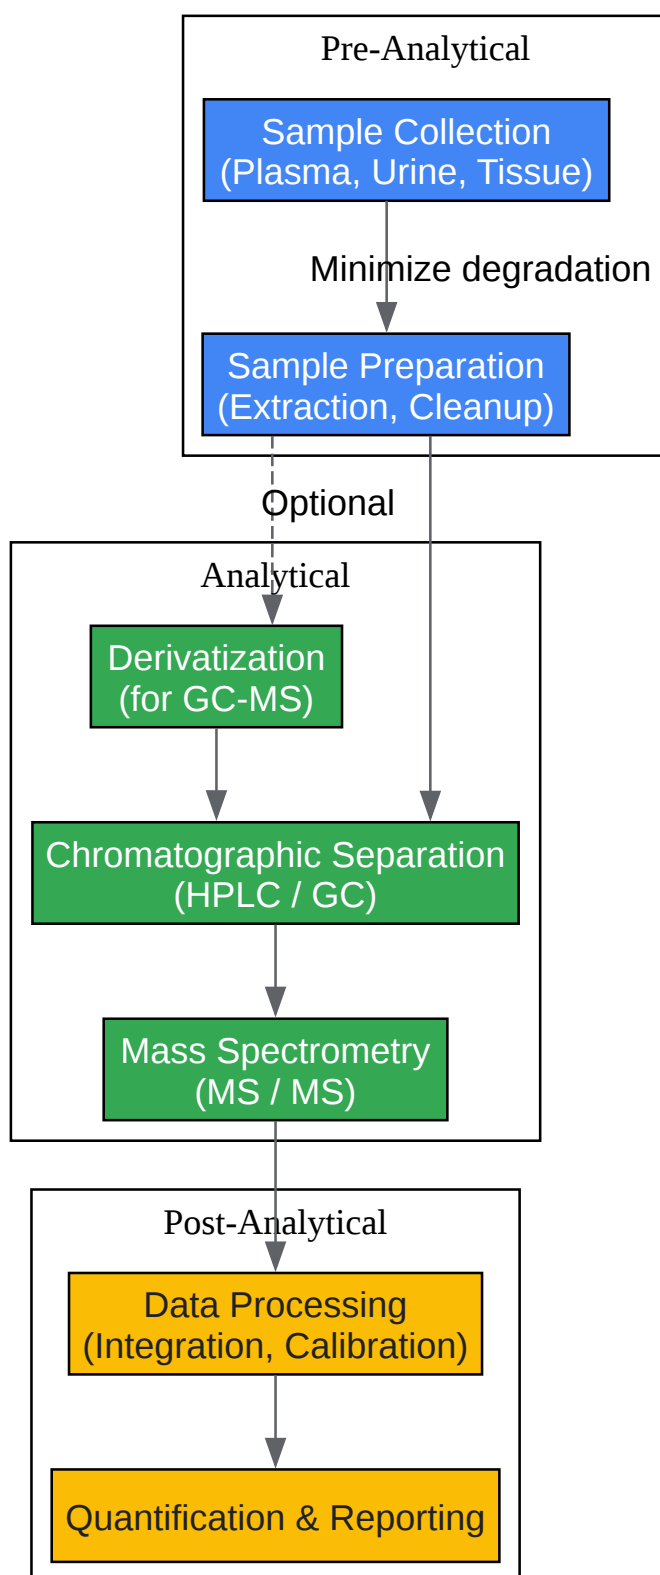 Pre-Analytical
Sample Collection
(Plasma, Urine, Tissue)
Minimize degradation
Sample Preparation
(Extraction, Cleanup)
Optional
Analytical
Derivatization
(for GC-MS)
Chromatographic Separation
(HPLC / GC)
Mass Spectrometry
(MS / MS)
Post-Analytical
Data Processing
(Integration, Calibration)
Quantification & Reporting